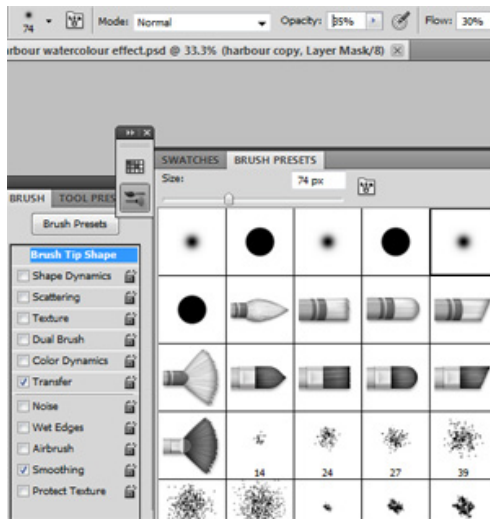 74 Mode: Normal Opacity: 35% Flow: 30%
rbour watercolour effect.psd @ 33.3% (harbour copy, Layer Mask/8)
SWATCHES BRUSH PRESETS
Size: 74 px
BRUSH TOOL PRES
Brush Presets
Brush Tip Shape
Shape Dynamics
Scattering
Texture
Dual Brush
Color Dynamics
Transfer
Noise
Wet Edges
Airbrush
Smoothing
Protect Texture
14 24 27 39